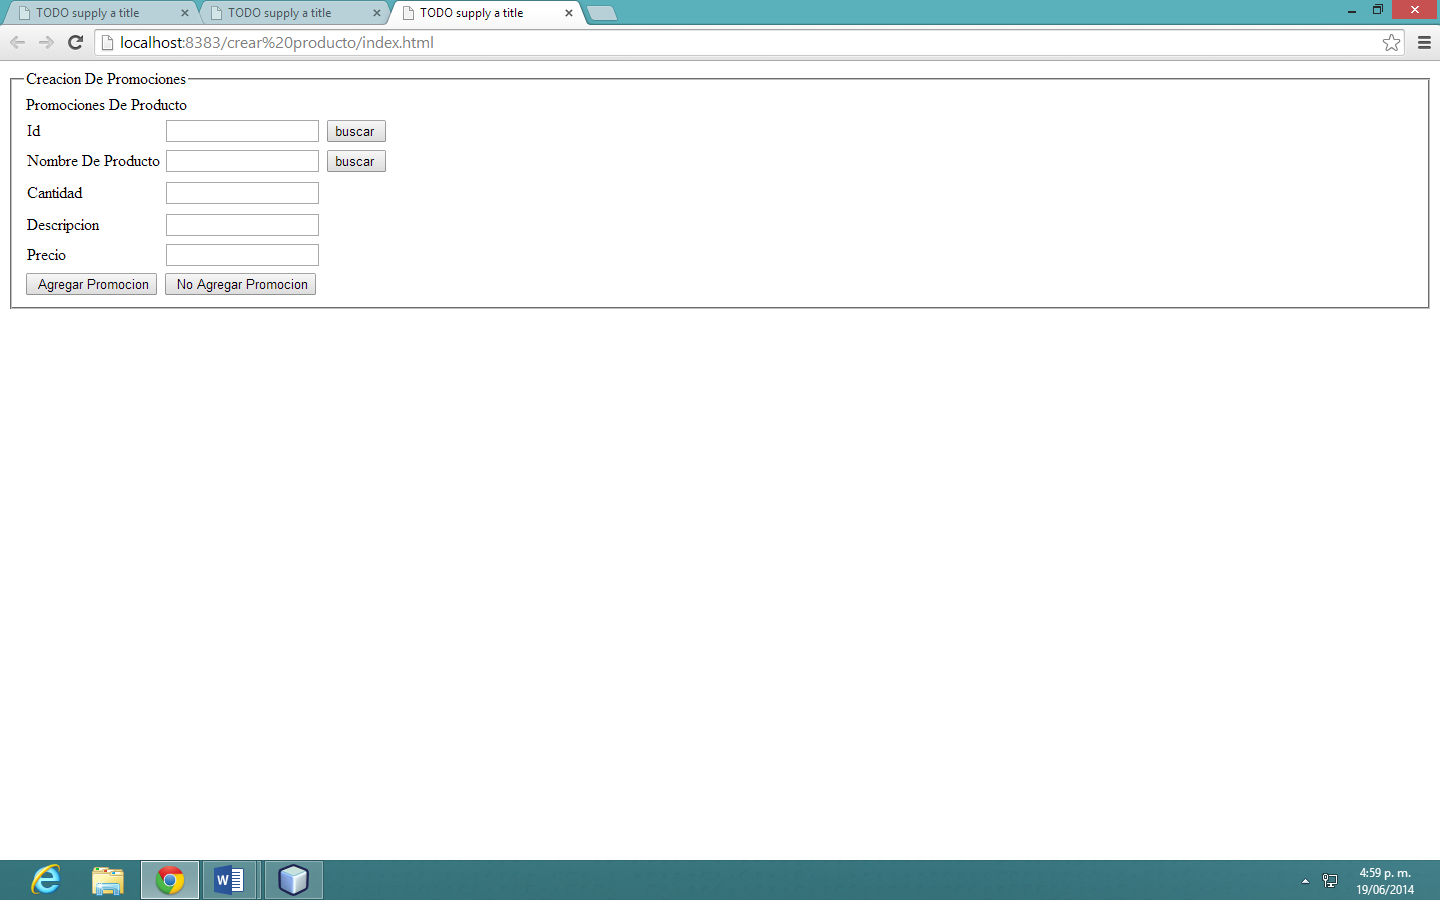 TODO supply a title TODO supply a title TODO supply a title
localhost:8383/crear%20producto/index.html
Creacion De Promociones
Promociones De Producto
Id buscar
Nombre De Producto buscar
Cantidad
Descripcion
Precio
Agregar Promocion No Agregar Promocion
4:59 p. m.
19/06/2014